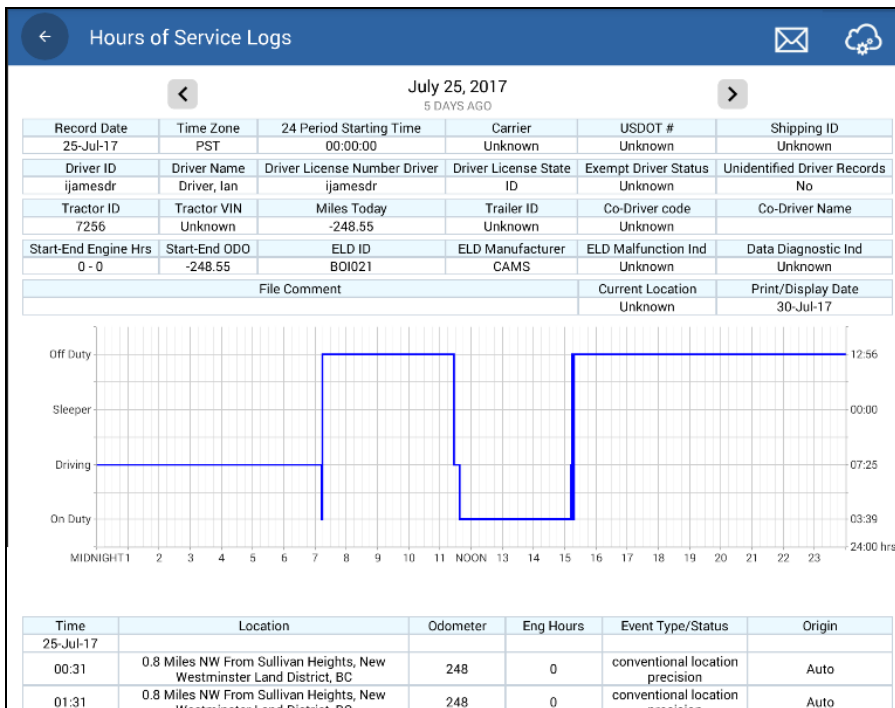 Hours of Service Logs
July 25, 2017
5 DAYS AGO
Record Date Time Zone 24 Period Starting Time Carrier USDOT # Shipping ID
25-Jul-17 PST 00:00:00 Unknown Unknown Unknown
Driver ID Driver Name Driver License Number Driver Driver License State Exempt Driver Status Unidentified Driver Records
ijamesdr Driver, Ian ijamesdr ID Unknown No
Tractor ID Tractor VIN Miles Today Trailer ID Co-Driver code Co-Driver Name
7256 Unknown -248.55 Unknown Unknown
Start-End Engine Hrs Start-End ODO ELD ID ELD Manufacturer ELD Malfunction Ind Data Diagnostic Ind
0 - 0 -248.55 BOI021 CAMS Unknown Unknown
File Comment Current Location Print/Display Date
Unknown 30-Jul-17
Off Duty 12:56
Sleeper 00:00
Driving 07:25
On Duty 03:39
24:00 hrs
MIDNIGHT 1 2 3 4 5 6 7 8 9 10 11 NOON 13 14 15 16 17 18 19 20 21 22 23
Time Location Odometer Eng Hours Event Type/Status Origin
25-Jul-17
00:31 0.8 Miles NW From Sullivan Heights, New Westminster Land District, BC 248 0 conventional location precision Auto
01:31 0.8 Miles NW From Sullivan Heights, New Westminster Land District, BC 248 0 conventional location precision Auto